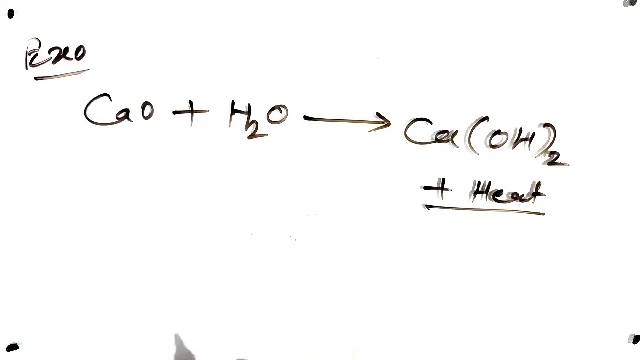 Exo
CaO + H₂O ⟶ Ca(OH)₂
+ Heat